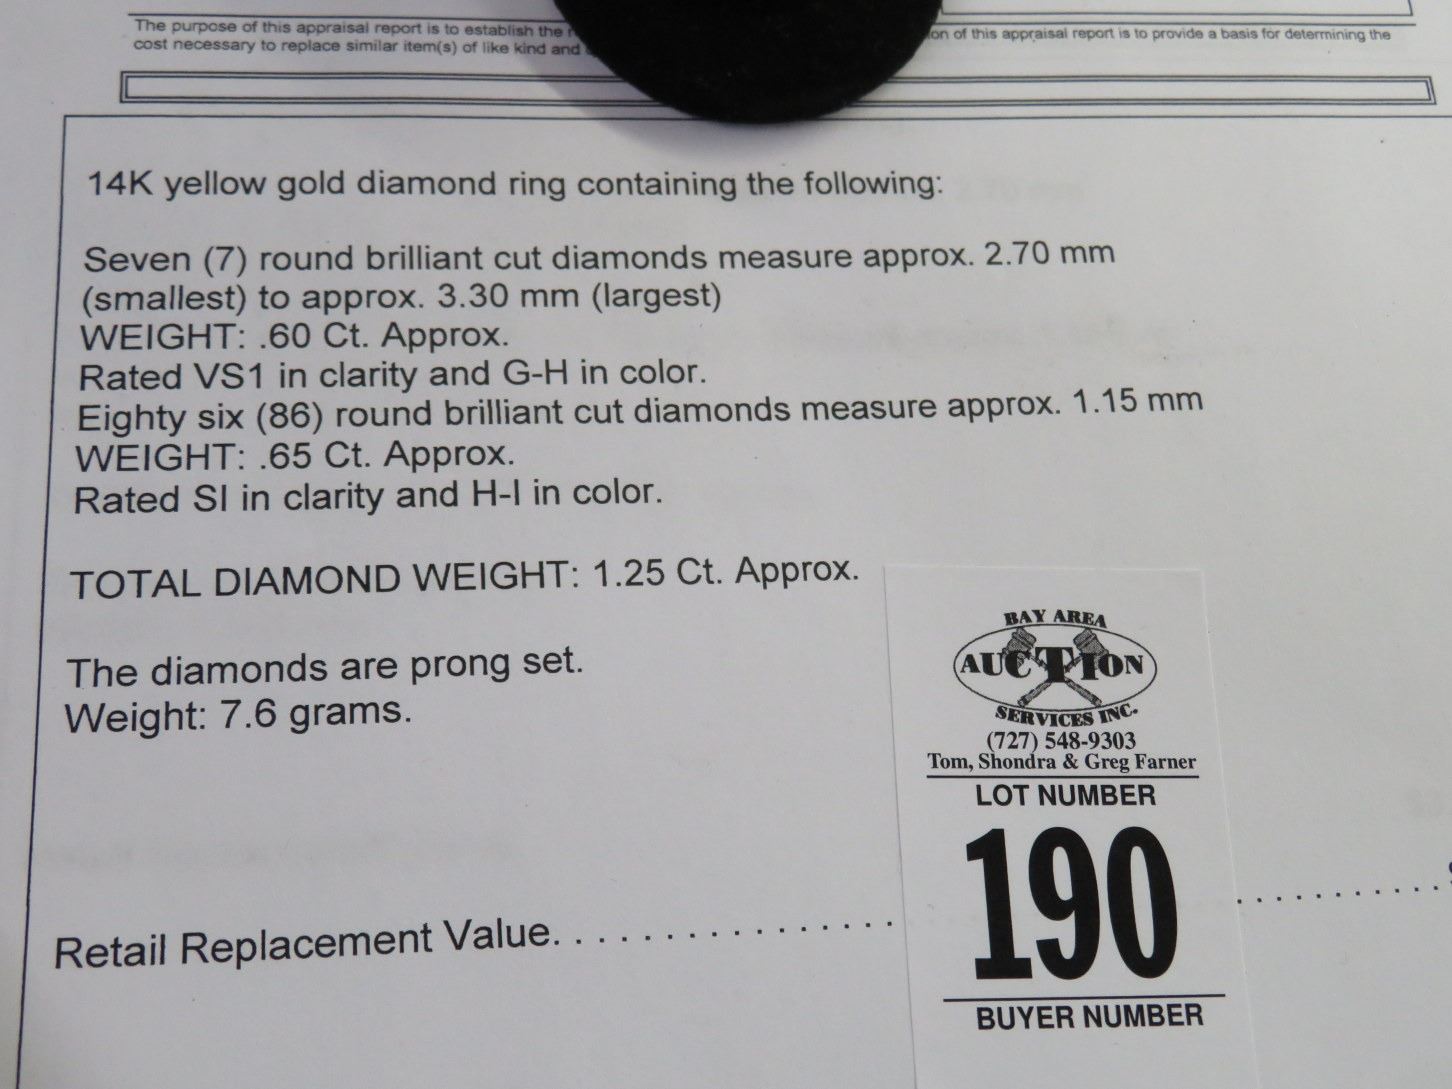 The purpose of this appraisal report is to establish the on of this appraisal report is to provide a basis for determining the
cost necessary to replace similar item(s) of like kind and
14K yellow gold diamond ring containing the following:
Seven (7) round brilliant cut diamonds measure approx. 2.70 mm
(smallest) to approx. 3.30 mm (largest)
WEIGHT: .60 Ct. Approx.
Rated VS1 in clarity and G-H in color.
Eighty six (86) round brilliant cut diamonds measure approx. 1.15 mm
WEIGHT: .65 Ct. Approx.
Rated SI in clarity and H-I in color.
TOTAL DIAMOND WEIGHT: 1.25 Ct. Approx.
The diamonds are prong set.
Weight: 7.6 grams.
Retail Replacement Value. . . . . . . . . . . . . . . . . . . . . . . . . . . .
BAY AREA
AUCTION
SERVICES INC.
(727) 548-9303
Tom, Shondra & Greg Farner
LOT NUMBER
190
BUYER NUMBER